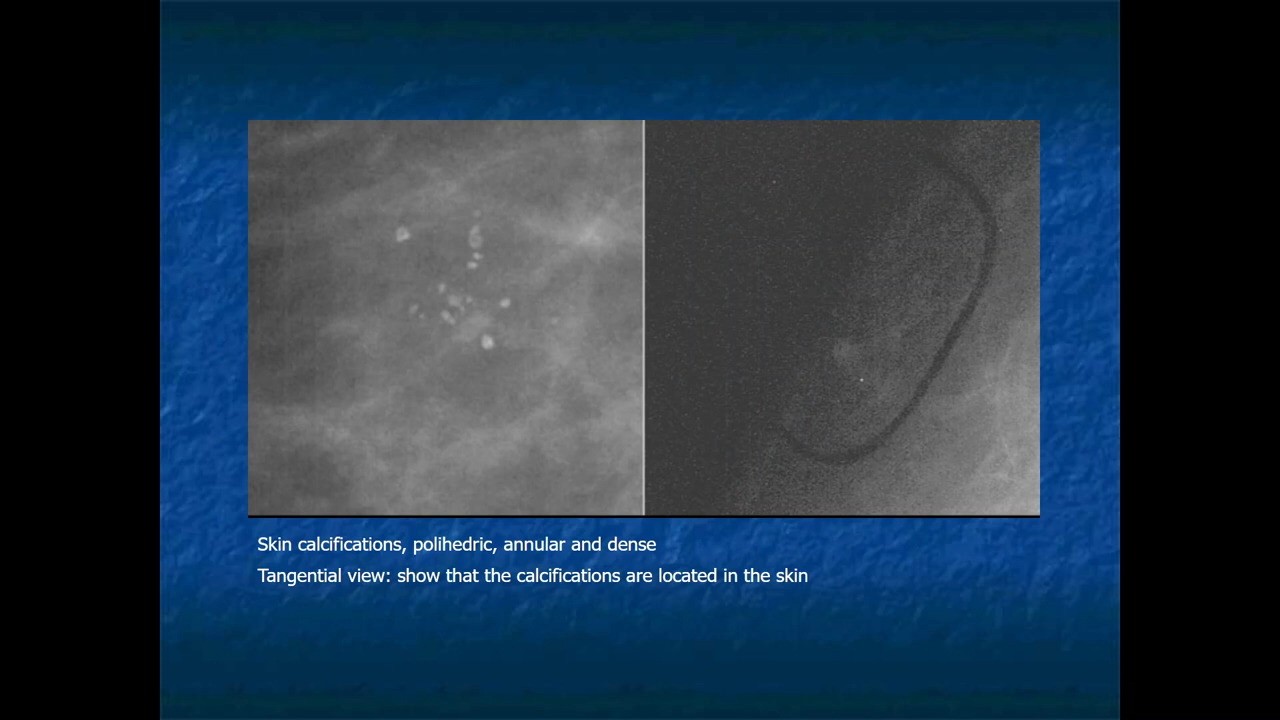 Skin calcifications, polihedric, annular and dense
Tangential view: show that the calcifications are located in the skin